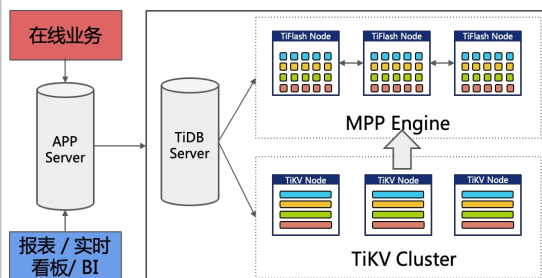 在线业务
APP
Server
TiDB
Server
报表 / 实时
看板/ BI
TiFlash Node
TiFlash Node
TiFlash Node
MPP Engine
TiKV Node
TiKV Node
TiKV Node
TiKV Cluster